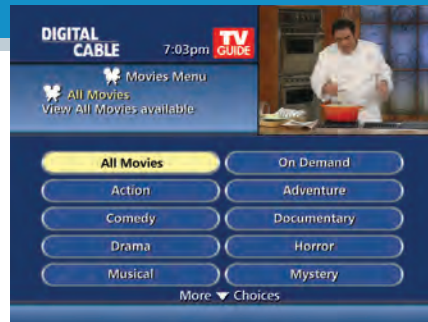 DIGITAL
CABLE 7:03pm TV
GUIDE
Movies Menu
All Movies
View All Movies available
All Movies On Demand
Action Adventure
Comedy Documentary
Drama Horror
Musical Mystery
More Choices